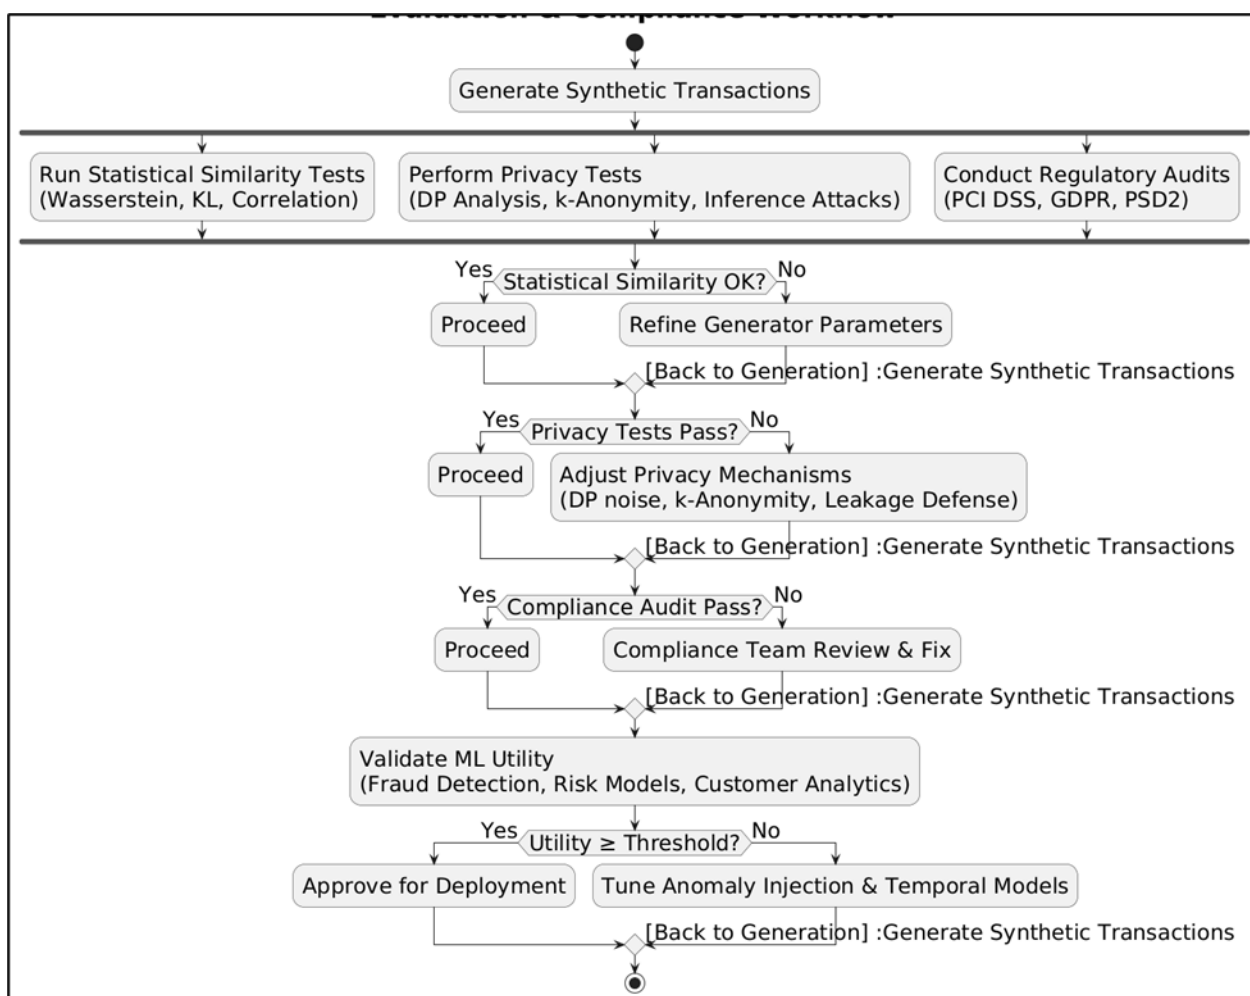 Evaluation & Compliance Workflow
Generate Synthetic Transactions
Run Statistical Similarity Tests
(Wasserstein, KL, Correlation)
Perform Privacy Tests
(DP Analysis, k-Anonymity, Inference Attacks)
Conduct Regulatory Audits
(PCI DSS, GDPR, PSD2)
Yes
Statistical Similarity OK?
No
Proceed
Refine Generator Parameters
[Back to Generation] :Generate Synthetic Transactions
Yes
Privacy Tests Pass?
No
Proceed
Adjust Privacy Mechanisms
(DP noise, k-Anonymity, Leakage Defense)
[Back to Generation] :Generate Synthetic Transactions
Yes
Compliance Audit Pass?
No
Proceed
Compliance Team Review & Fix
[Back to Generation] :Generate Synthetic Transactions
Validate ML Utility
(Fraud Detection, Risk Models, Customer Analytics)
Yes
Utility ≥ Threshold?
No
Approve for Deployment
Tune Anomaly Injection & Temporal Models
[Back to Generation] :Generate Synthetic Transactions